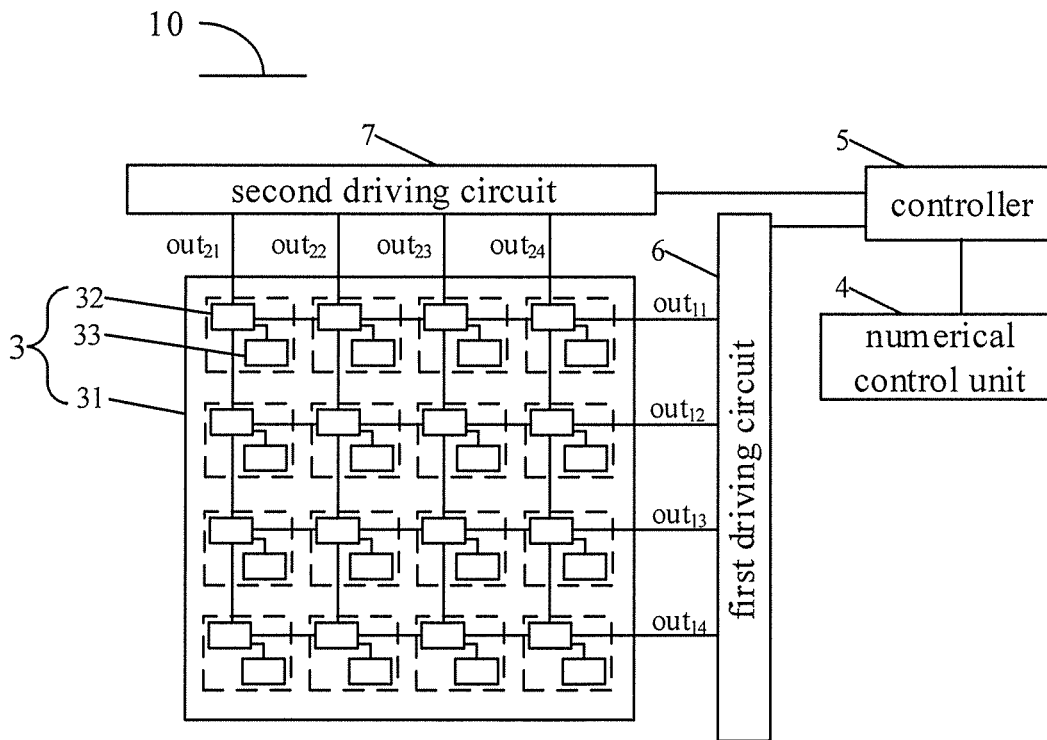 10
7
5
second driving circuit
controller
out21 out22 out23 out24
6
32
out11
4
33
numerical
control unit
3
31
out12
first driving circuit
out13
out14